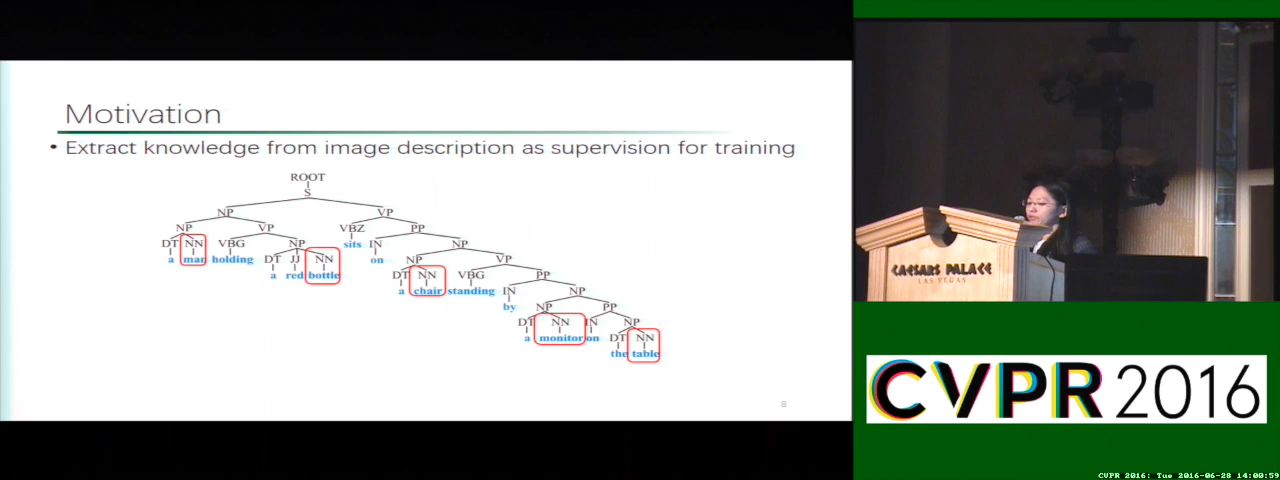 Motivation
• Extract knowledge from image description as supervision for training
ROOT
S
NP VP
NP VP VBZ PP
DT NN VBG NP sits IN NP
a man holding DT JJ NN on NP VP
a red bottle DT NN VBG PP
a chair standing IN NP
by NP PP
DT NN IN NP
a monitor on DT NN
the table
8
CAESARS PALACE
LAS VEGAS
CVPR 2016
CVPR 2016: Tue 2016-06-28 14:00:59